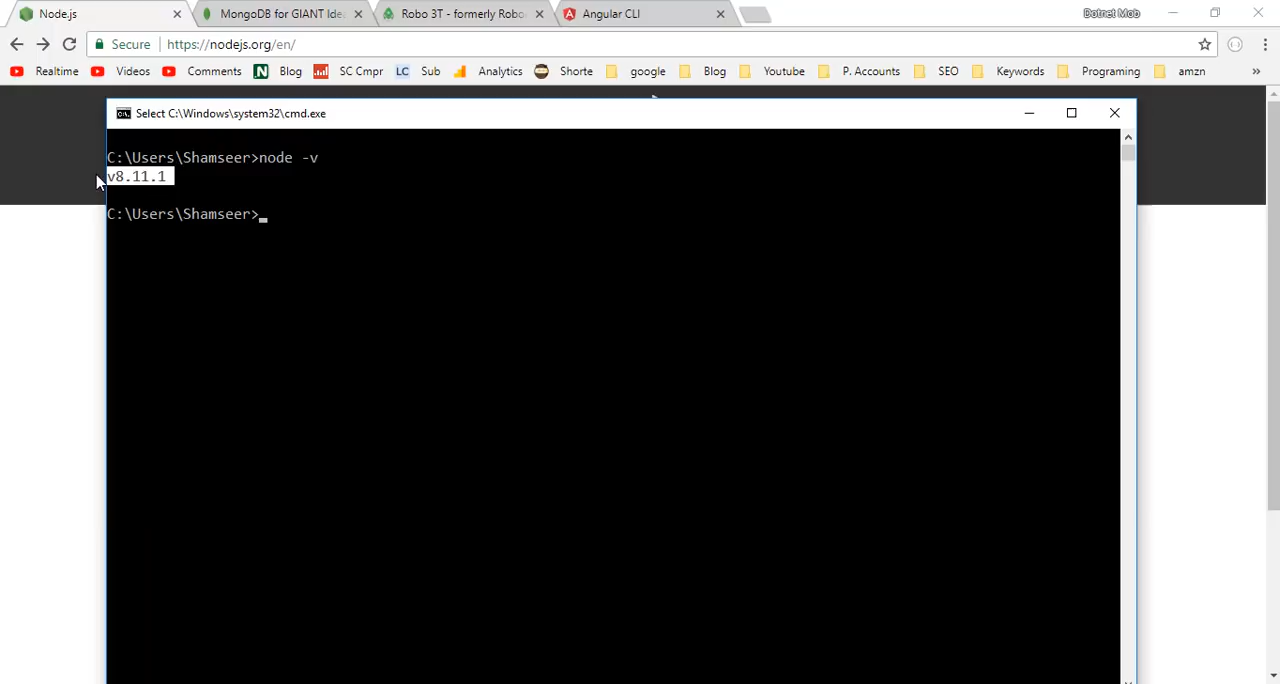 Node.js
MongoDB for GIANT Ide
Robo 3T - formerly Robo
Angular CLI
Dotnet Mob
Secure
https://nodejs.org/en/
Realtime
Videos
Comments
Blog
SC Cmpr
LC
Sub
Analytics
Shorte
google
Blog
Youtube
P. Accounts
SEO
Keywords
Programing
amzn
»
Select C:\Windows\system32\cmd.exe
C:\Users\Shamseer>node -v
v8.11.1
C:\Users\Shamseer>_